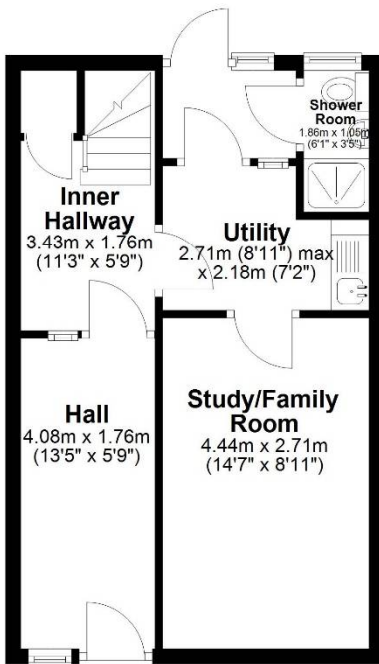 Shower
Room
1.86m x 1.05m
(6'1" x 3'5")
Inner
Hallway
3.43m x 1.76m
(11'3" x 5'9")
Utility
2.71m (8'11") max
x 2.18m (7'2")
Hall
4.08m x 1.76m
(13'5" x 5'9")
Study/Family
Room
4.44m x 2.71m
(14'7" x 8'11")